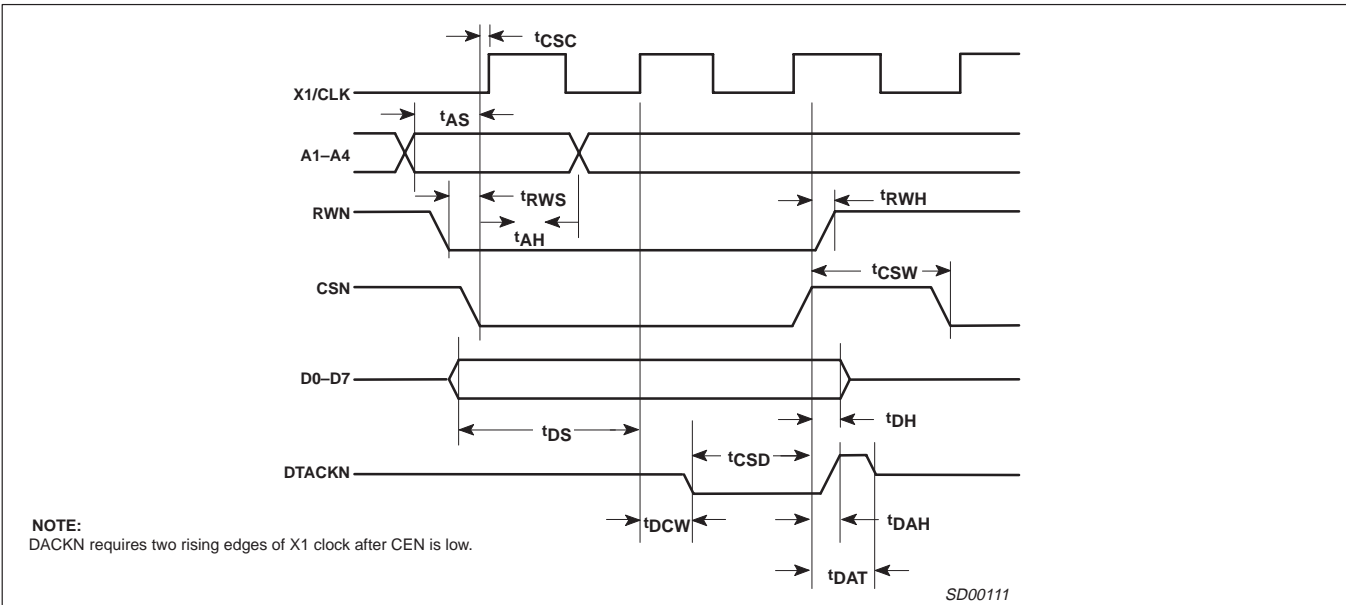 tCSC
X1/CLK
tAS
A1–A4
tRWS
tRWH
RWN
tAH
tCSW
CSN
D0–D7
tDH
tDS
tCSD
DTACKN
tDCW
tDAH
NOTE:
DACKN requires two rising edges of X1 clock after CEN is low.
tDAT
SD00111